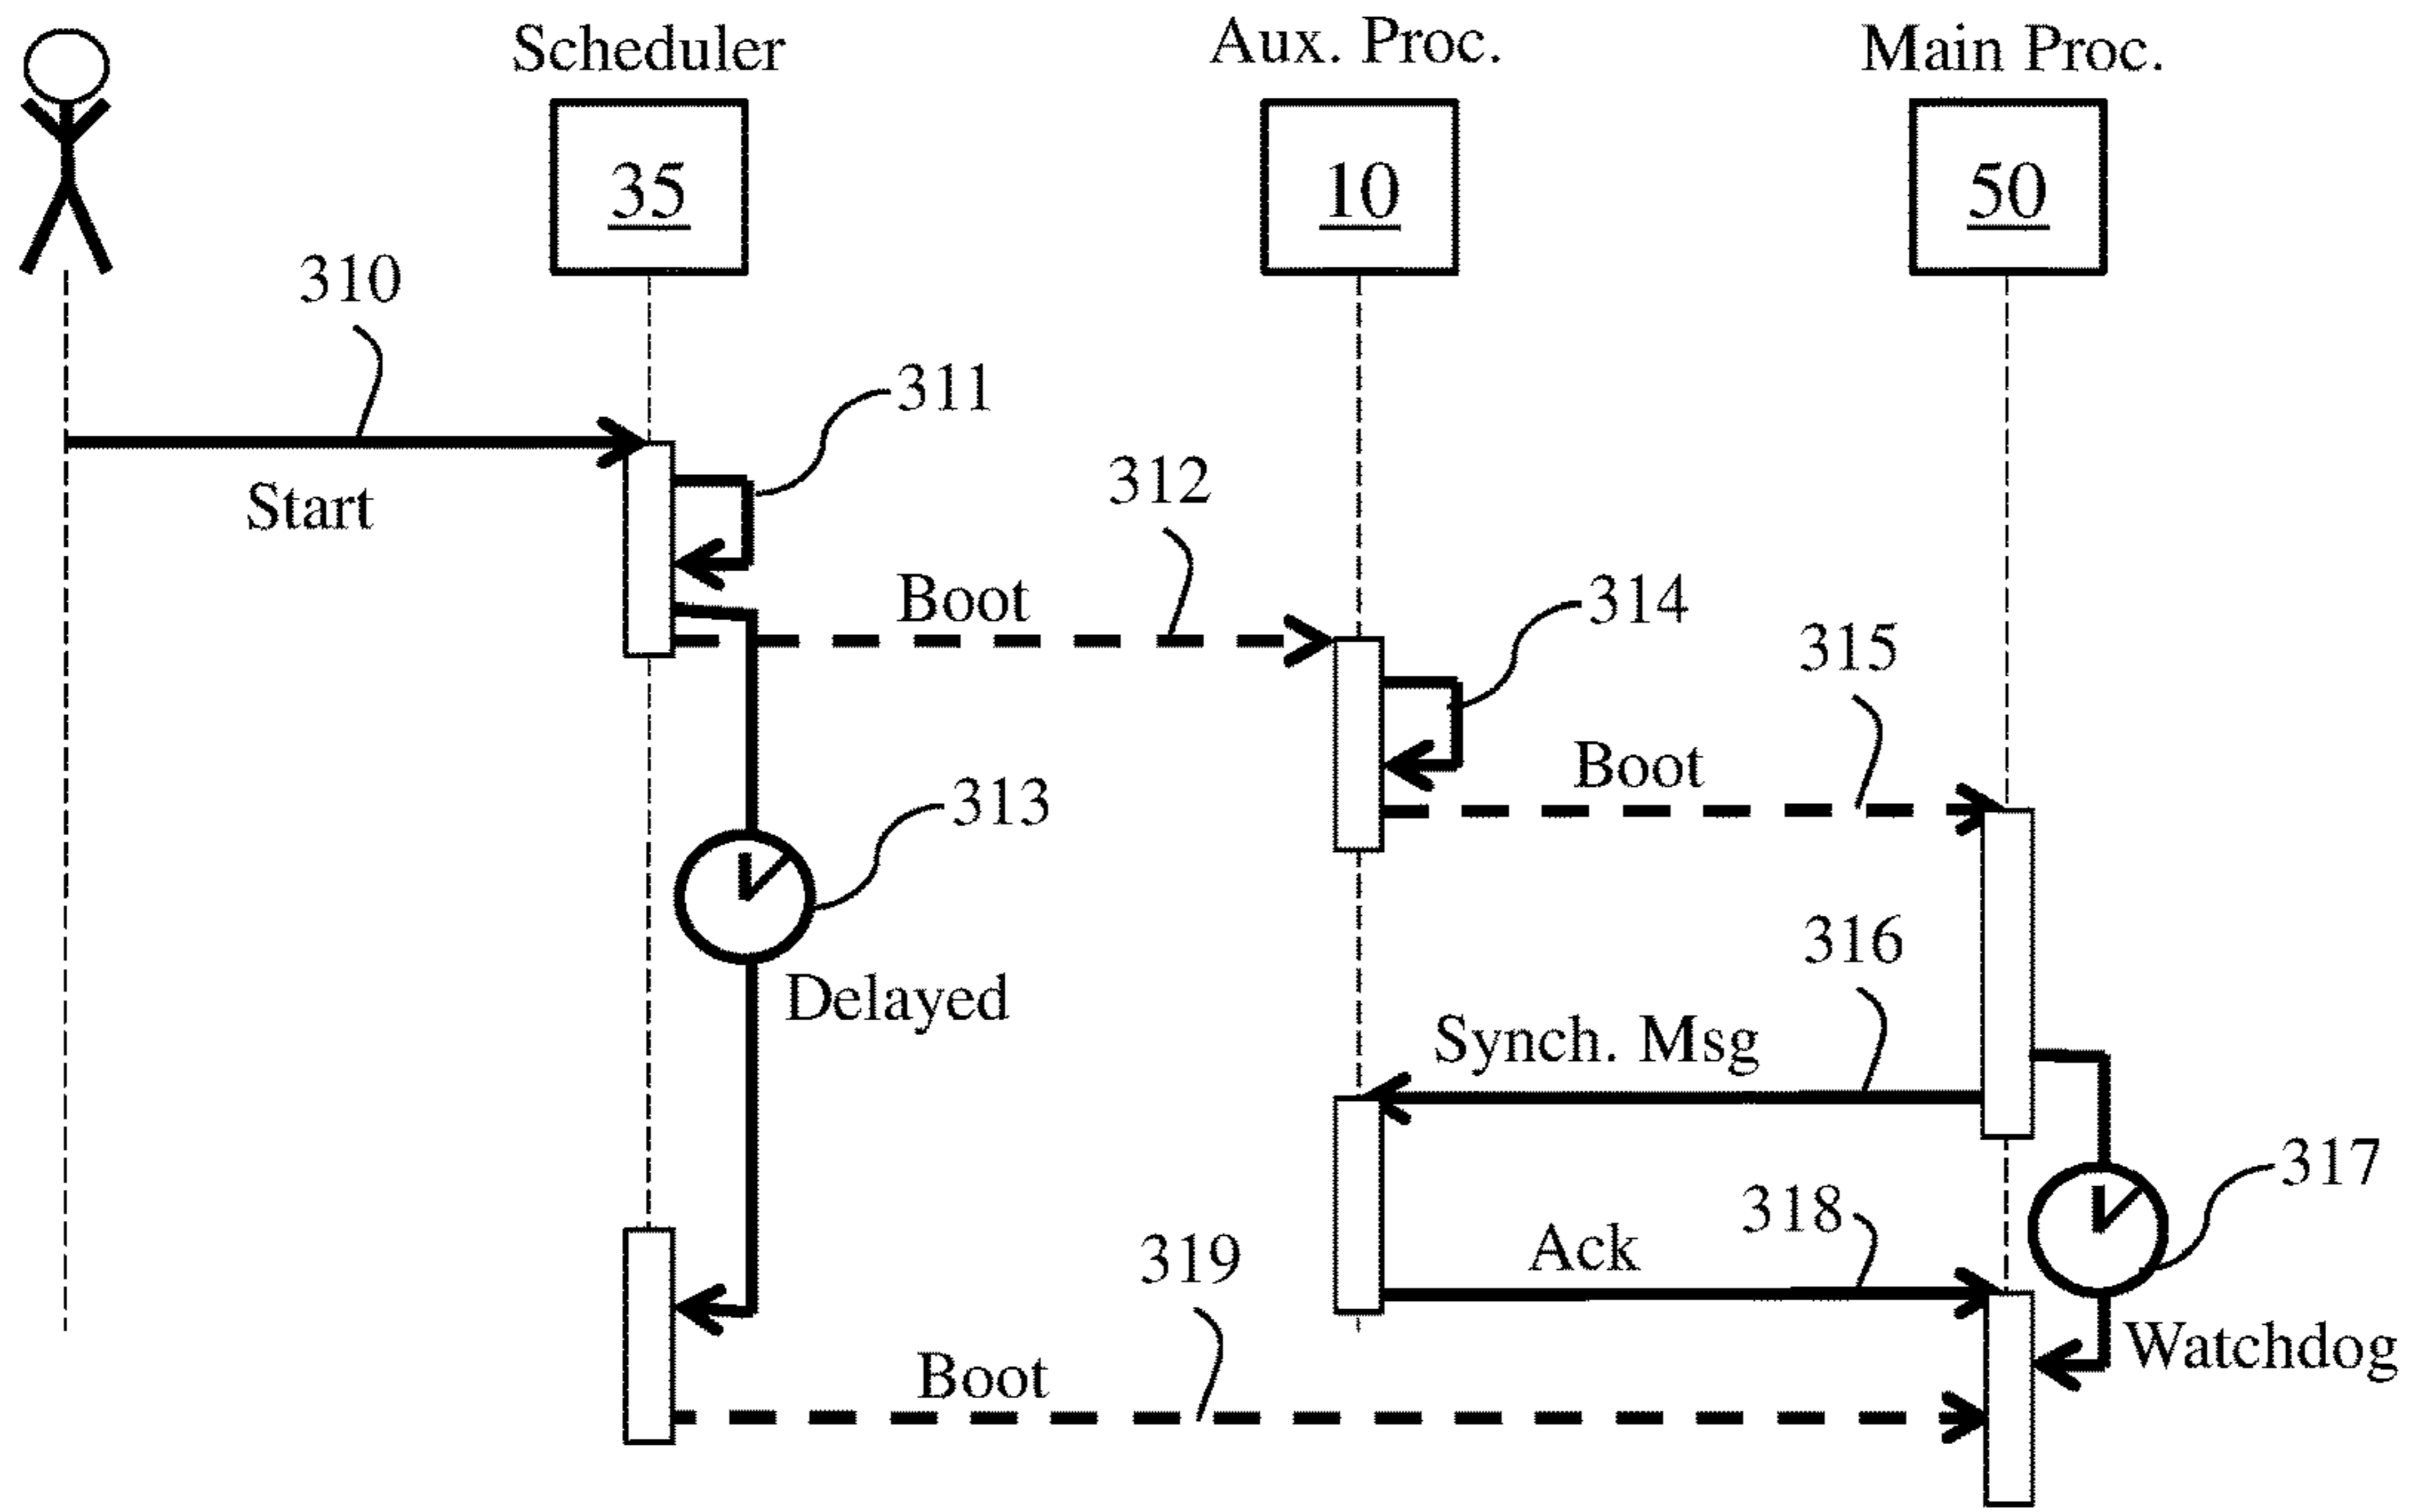 Scheduler
Aux. Proc.
Main Proc.
35
10
50
310
311
Start
312
Boot
314
315
Boot
313
316
Delayed
Synch. Msg
317
318
319
Ack
Watchdog
Boot